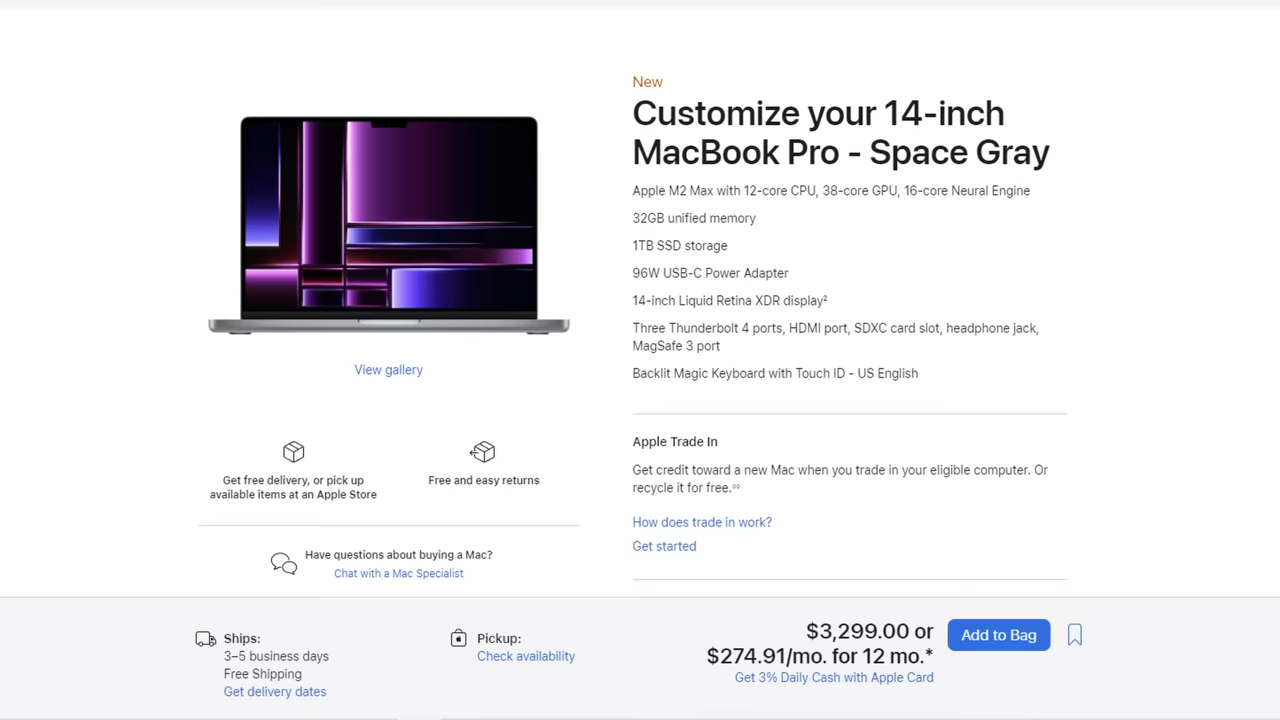 New
Customize your 14-inch
MacBook Pro - Space Gray
Apple M2 Max with 12-core CPU, 38-core GPU, 16-core Neural Engine
32GB unified memory
1TB SSD storage
96W USB-C Power Adapter
14-inch Liquid Retina XDR display²
Three Thunderbolt 4 ports, HDMI port, SDXC card slot, headphone jack,
MagSafe 3 port
Backlit Magic Keyboard with Touch ID - US English
View gallery
Get free delivery, or pick up
available items at an Apple Store
Free and easy returns
Have questions about buying a Mac?
Chat with a Mac Specialist
Apple Trade In
Get credit toward a new Mac when you trade in your eligible computer. Or
recycle it for free.◊◊
How does trade in work?
Get started
Ships:
3–5 business days
Free Shipping
Get delivery dates
Pickup:
Check availability
$3,299.00 or
$274.91/mo. for 12 mo.*
Get 3% Daily Cash with Apple Card
Add to Bag